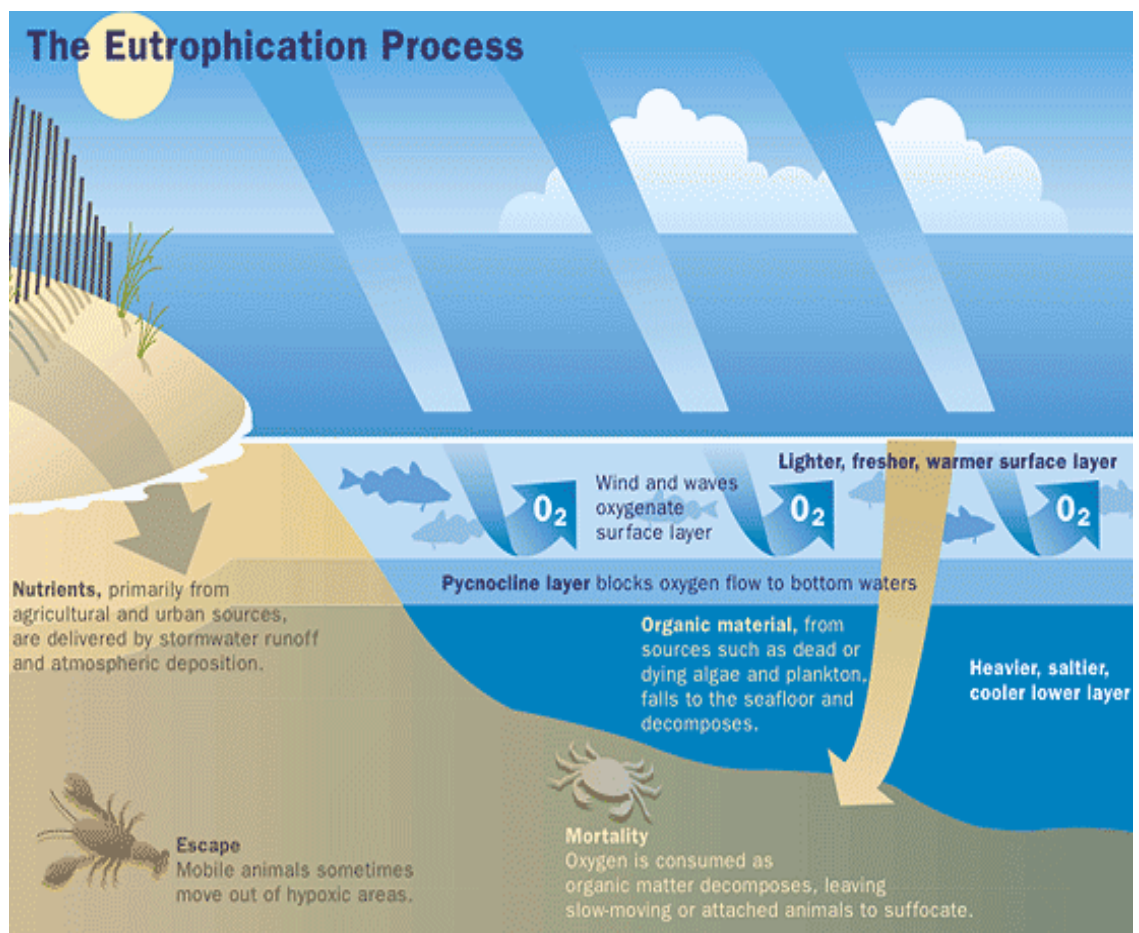 The Eutrophication Process
Lighter, fresher, warmer surface layer
Wind and waves
oxygenate
surface layer
O2
O2
O2
Pycnocline layer blocks oxygen flow to bottom waters
Nutrients, primarily from
agricultural and urban sources,
are delivered by stormwater runoff
and atmospheric deposition.
Organic material, from
sources such as dead or
dying algae and plankton,
falls to the seafloor and
decomposes.
Heavier, saltier,
cooler lower layer
Escape
Mobile animals sometimes
move out of hypoxic areas.
Mortality
Oxygen is consumed as
organic matter decomposes, leaving
slow-moving or attached animals to suffocate.